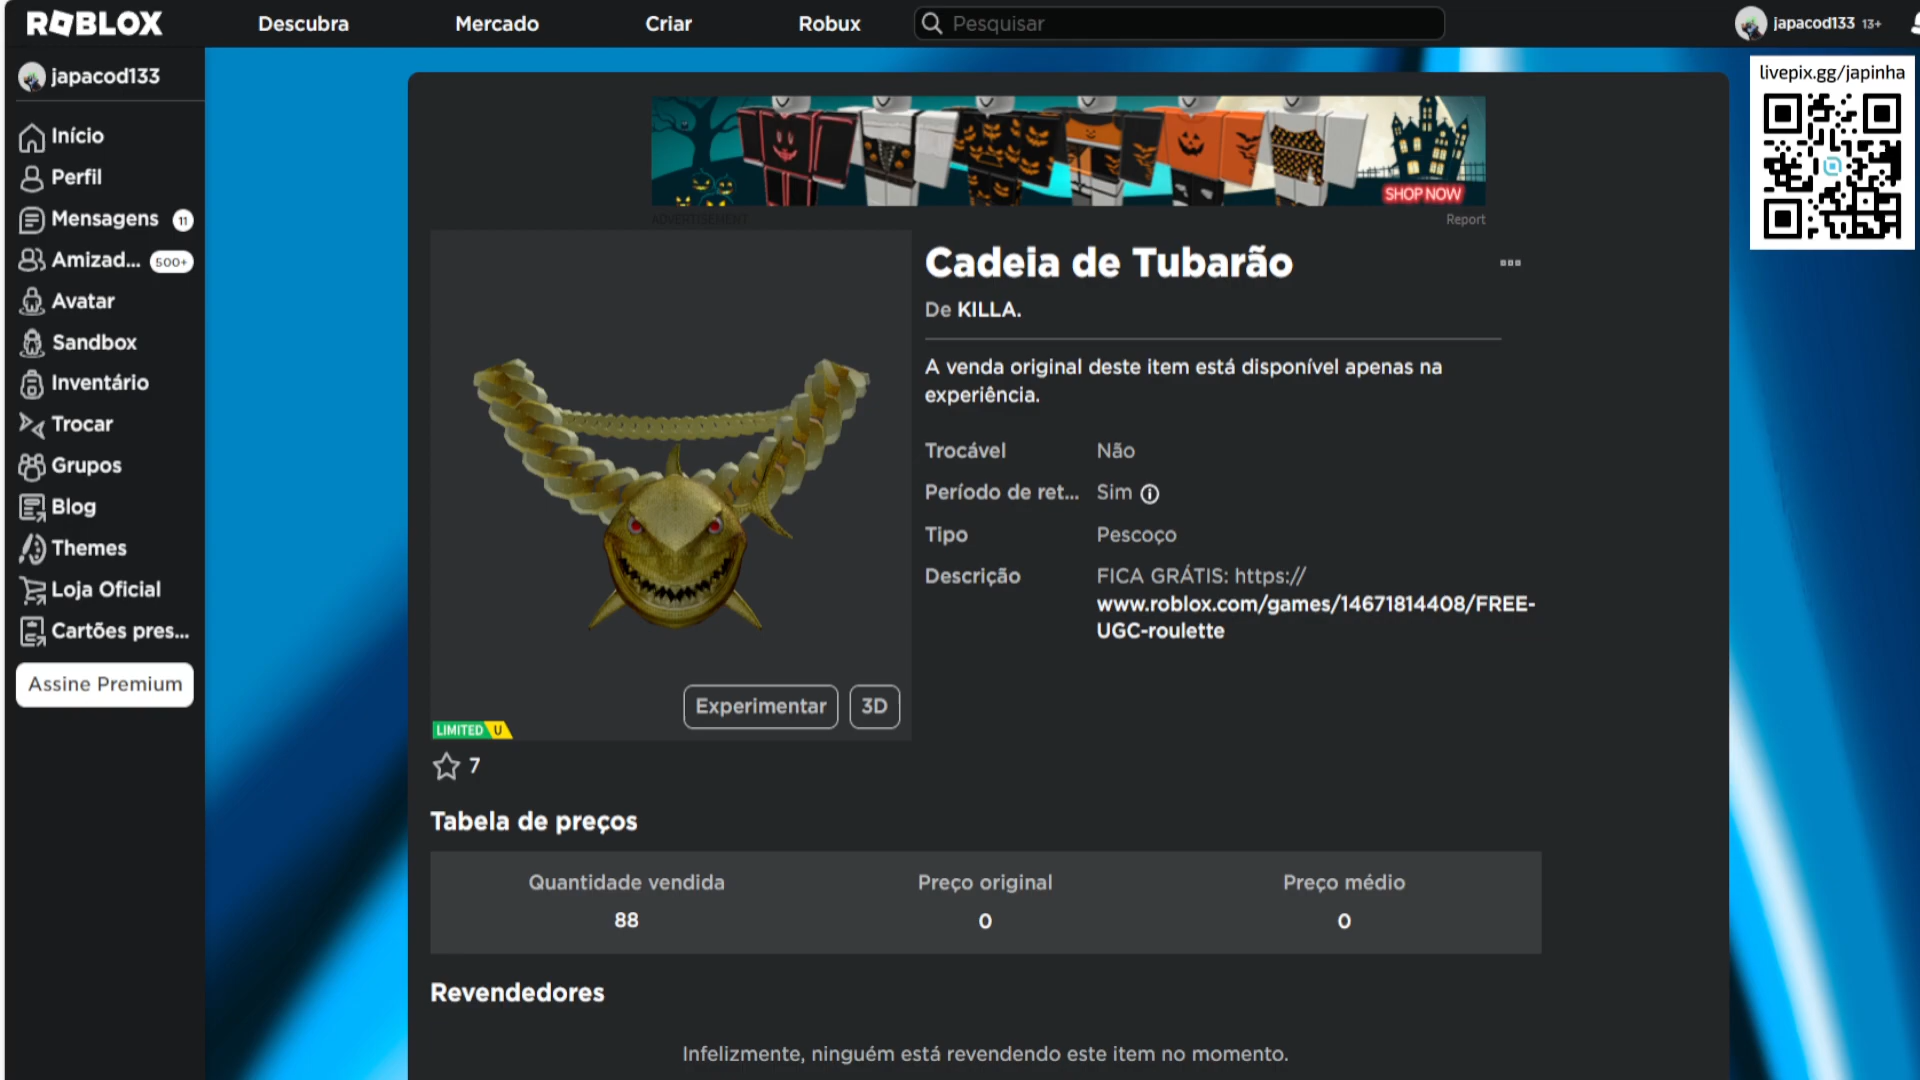 ROBLOX
Descubra
Mercado
Criar
Robux
Pesquisar
japacod133 13+
livepix.gg/japinha
japacod133
Início
Perfil
Mensagens 11
Amizad... 500+
Avatar
Sandbox
Inventário
Trocar
Grupos
Blog
Themes
Loja Oficial
Cartões pres...
Assine Premium
SHOP NOW
ADVERTISEMENT
Report
Cadeia de Tubarão
De KILLA.
A venda original deste item está disponível apenas na
experiência.
Trocável Não
Período de ret... Sim
Tipo Pescoço
Descrição FICA GRÁTIS: https://
www.roblox.com/games/14671814408/FREE-
UGC-roulette
Experimentar
3D
LIMITED U
7
Tabela de preços
Quantidade vendida
88
Preço original
0
Preço médio
0
Revendedores
Infelizmente, ninguém está revendendo este item no momento.